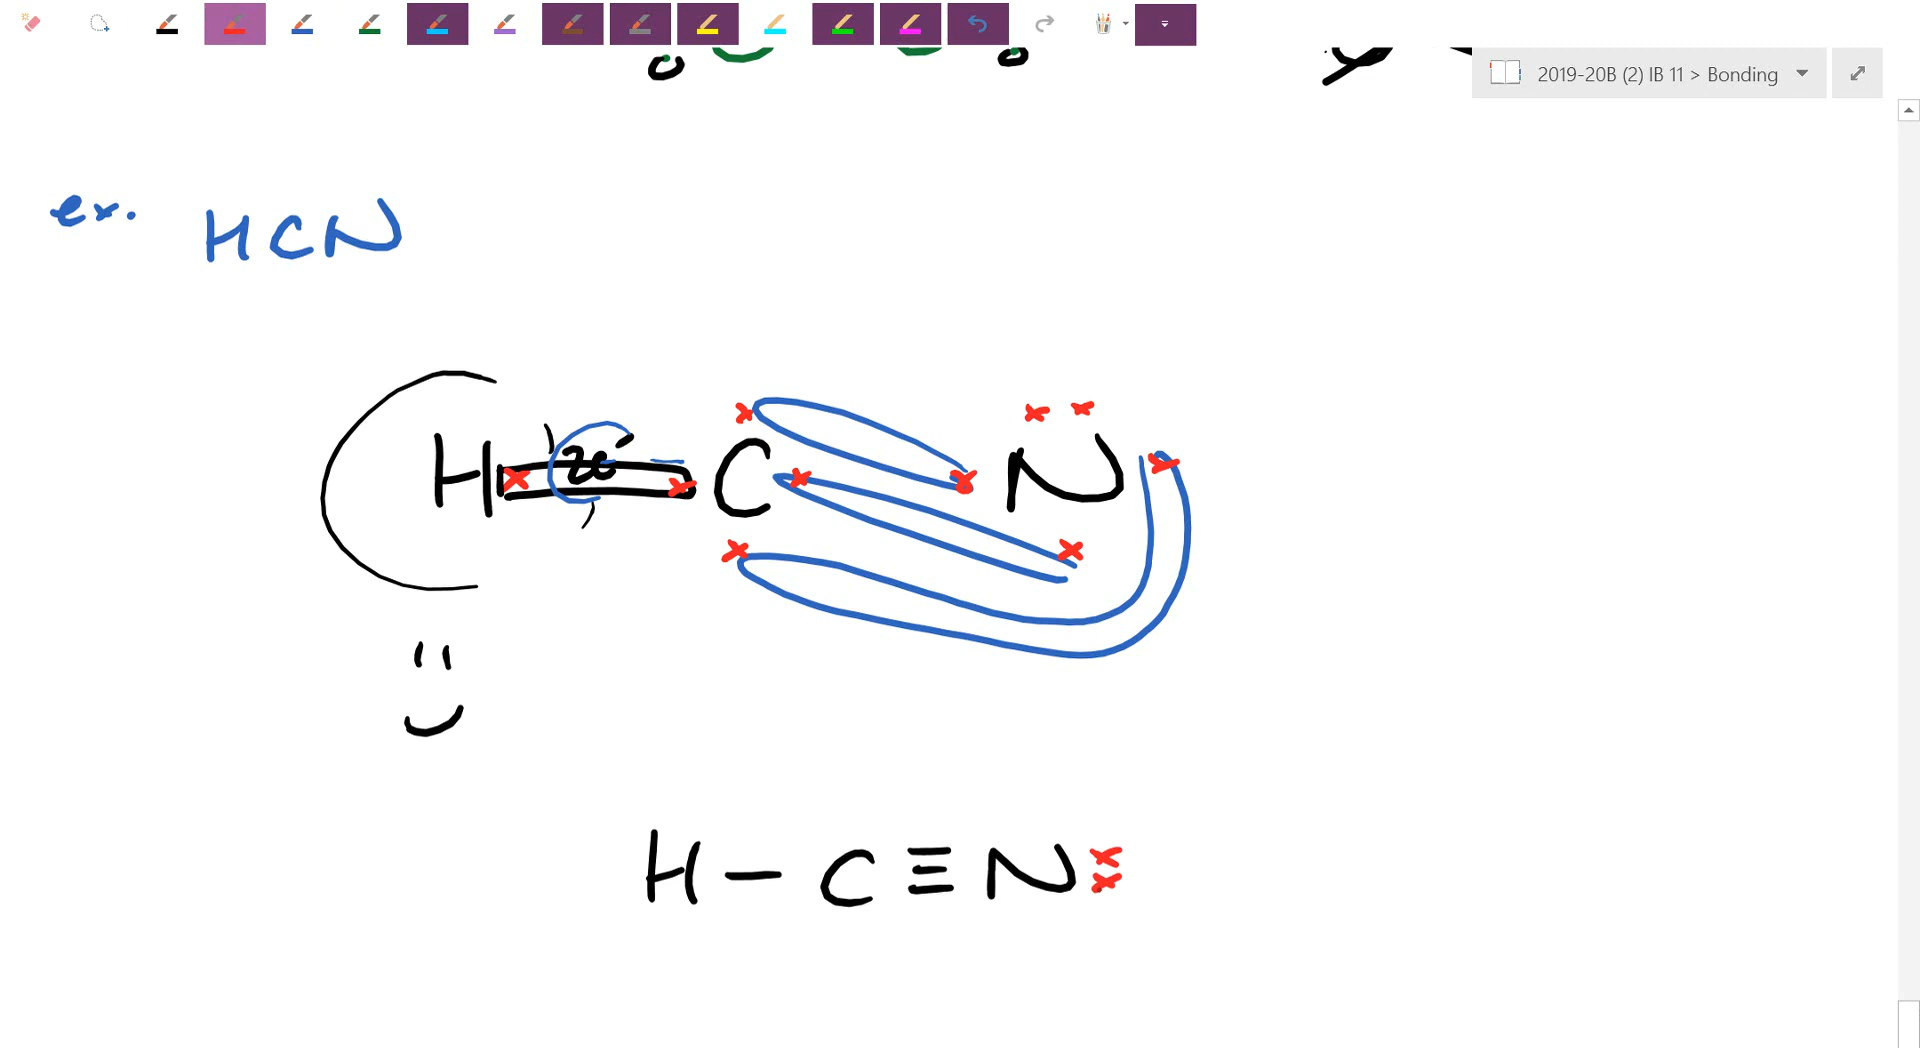 2019-20B (2) IB 11 > Bonding
ex. HCN
H 2e⁻ C N
H - C ≡ N